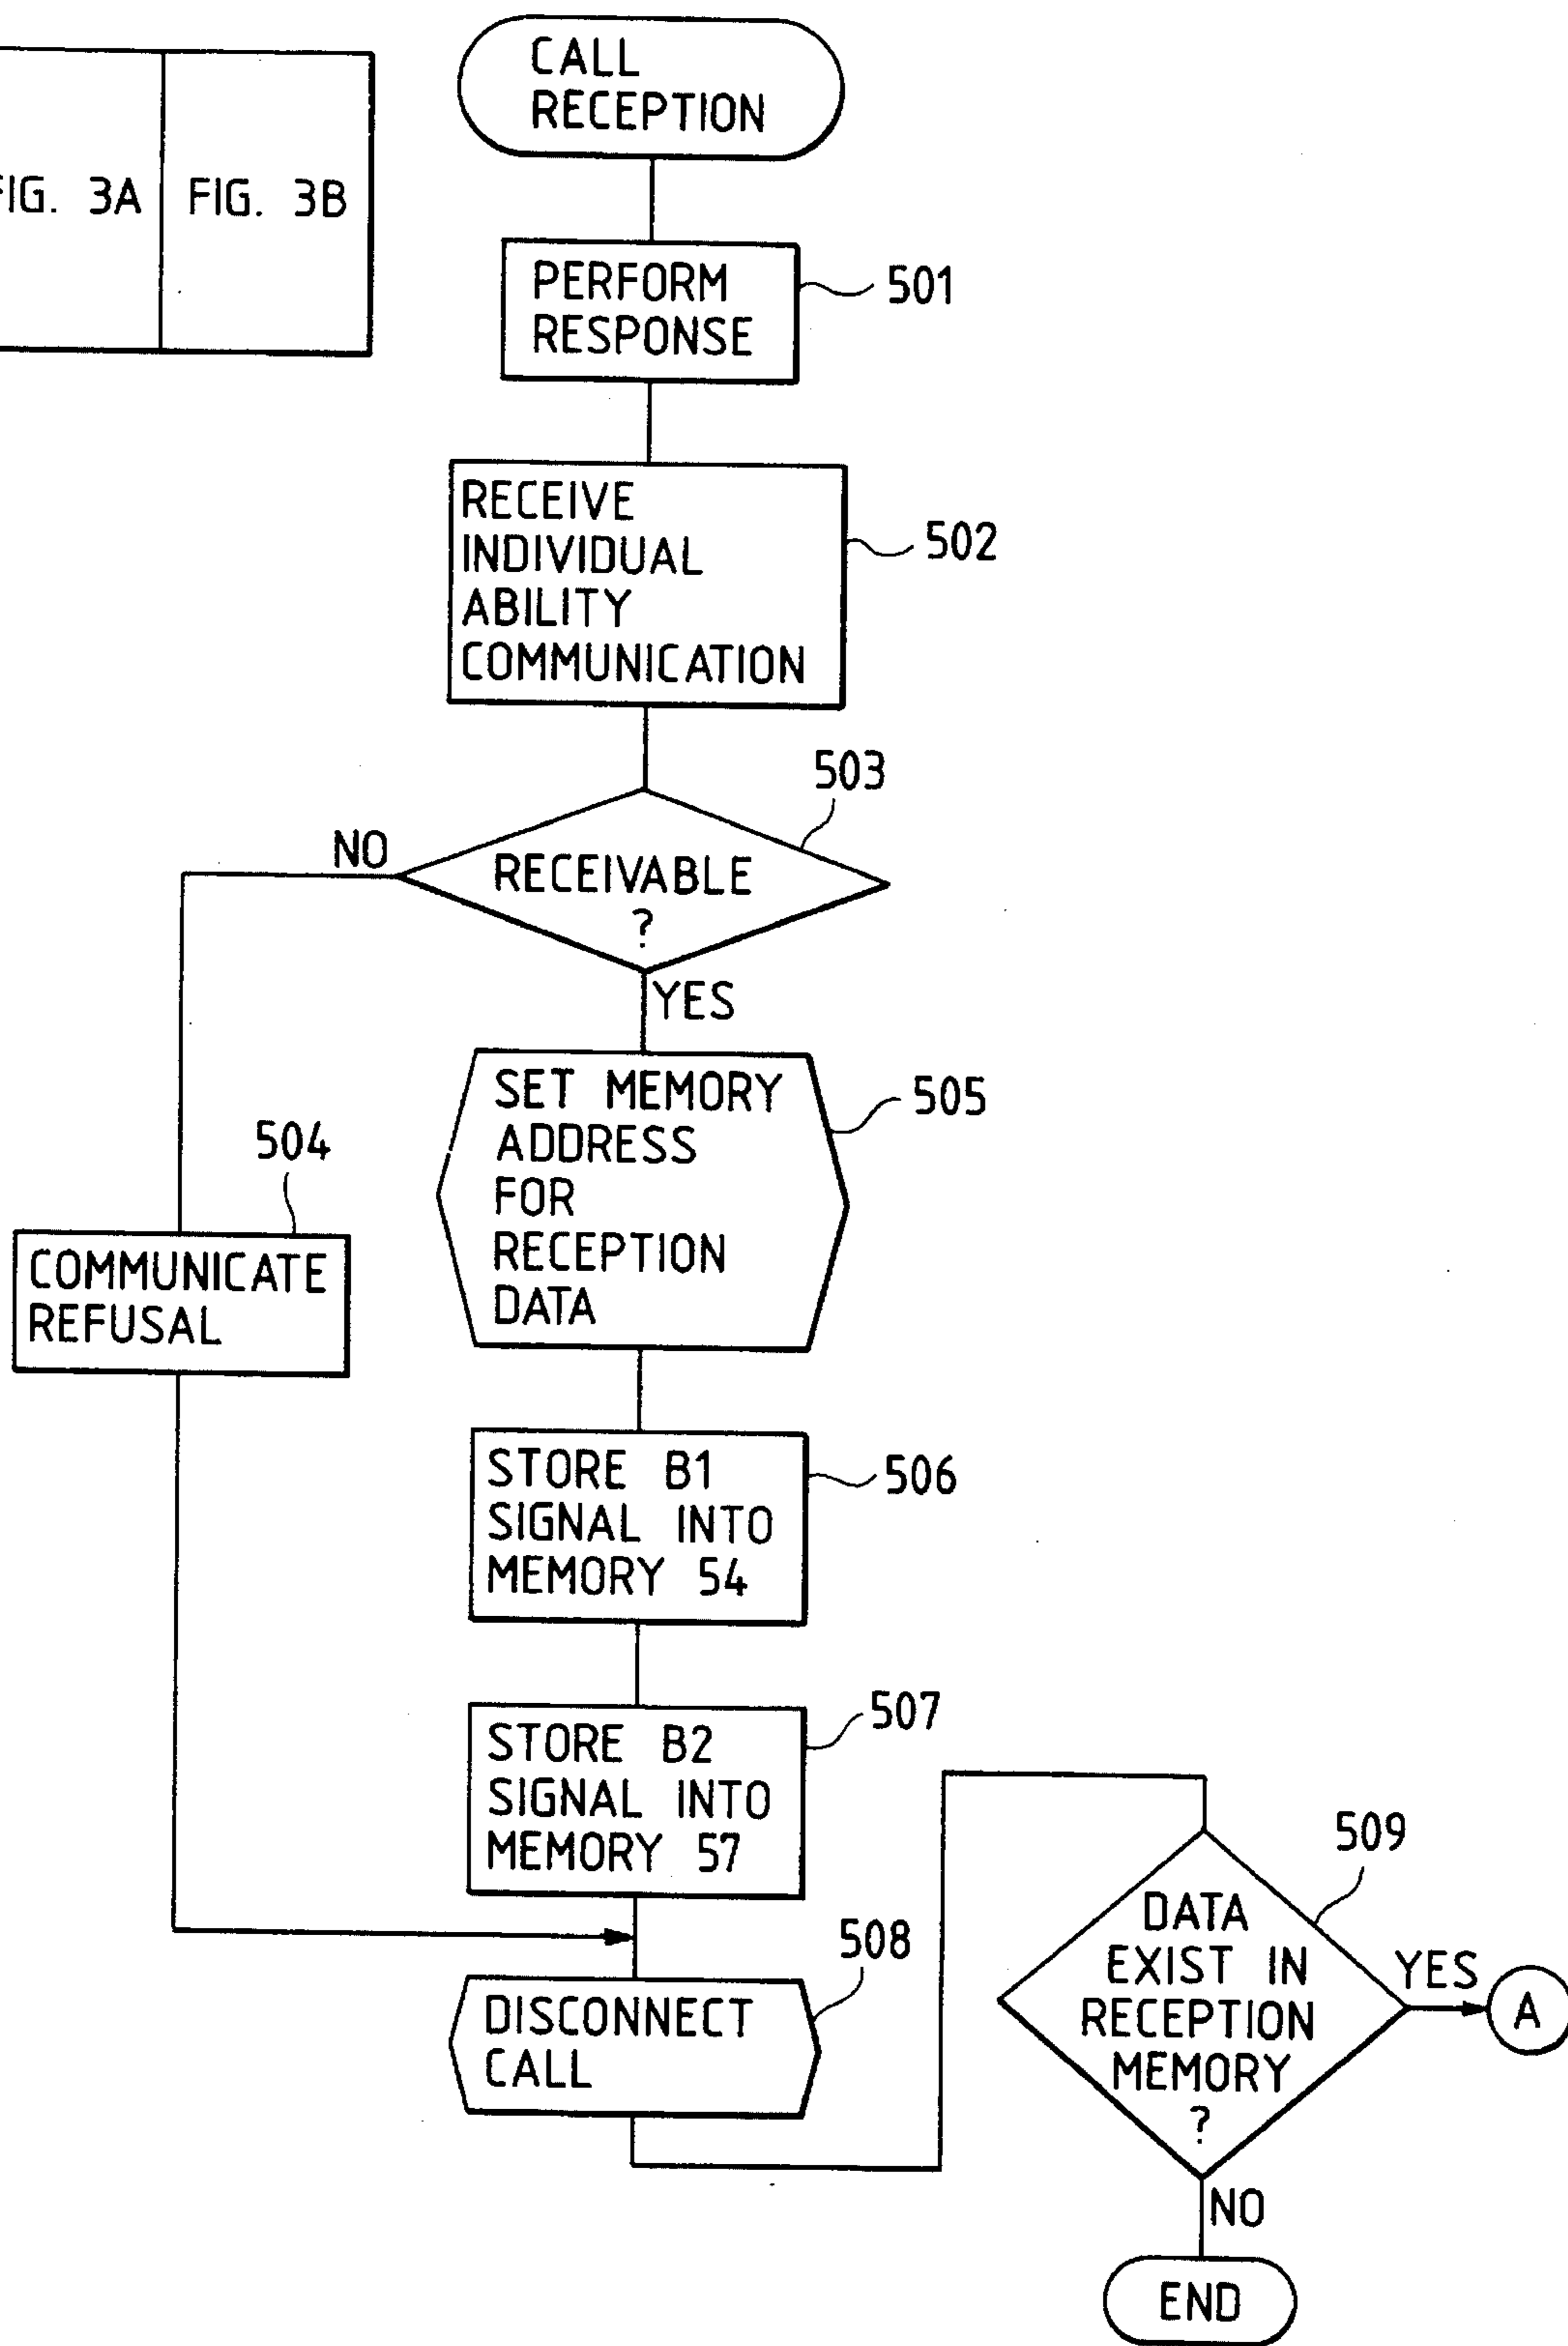 FIG. 3A
FIG. 3B
CALL
RECEPTION
PERFORM
RESPONSE
501
RECEIVE
INDIVIDUAL
ABILITY
COMMUNICATION
502
503
NO
RECEIVABLE
?
YES
SET MEMORY
ADDRESS
FOR
RECEPTION
DATA
505
504
COMMUNICATE
REFUSAL
STORE B1
SIGNAL INTO
MEMORY 54
506
STORE B2
SIGNAL INTO
MEMORY 57
507
508
DISCONNECT
CALL
509
DATA
EXIST IN
RECEPTION
MEMORY
?
YES
A
NO
END